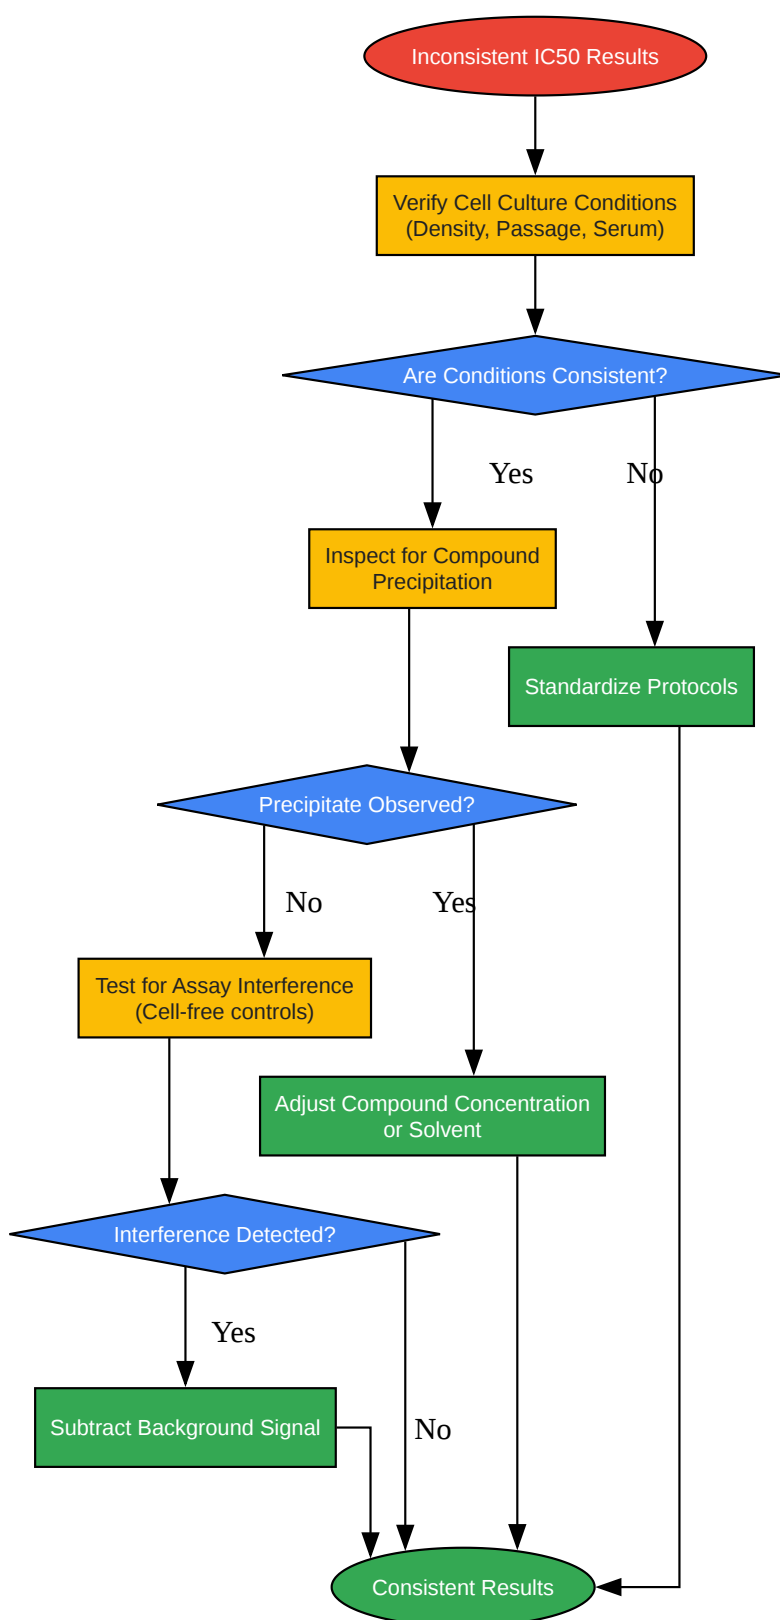 Inconsistent IC50 Results
Verify Cell Culture Conditions
(Density, Passage, Serum)
Are Conditions Consistent?
Yes
No
Inspect for Compound
Precipitation
Standardize Protocols
Precipitate Observed?
No
Yes
Test for Assay Interference
(Cell-free controls)
Adjust Compound Concentration
or Solvent
Interference Detected?
Yes
Subtract Background Signal
No
Consistent Results